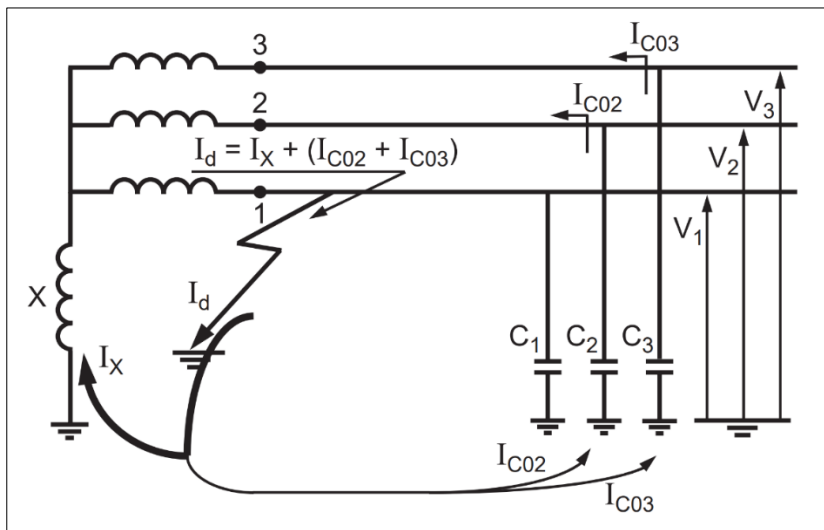 3
I_C03
2
I_C02
V_3
I_d = I_X + (I_C02 + I_C03)
V_2
1
V_1
X
I_d
C_1
C_2
C_3
I_X
I_C02
I_C03